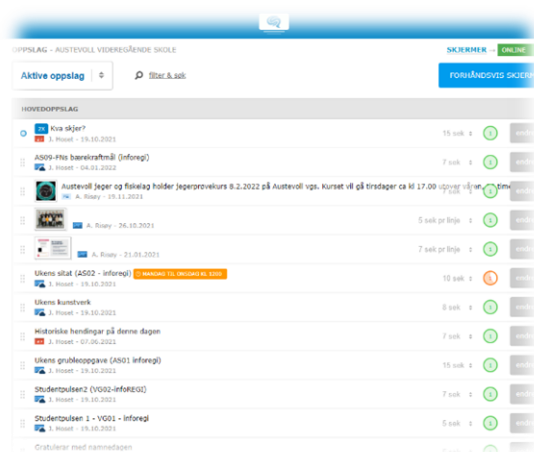 OPPSLAG - AUSTEVOLL VIDEREGÅENDE SKOLE
SKJERMER → ONLINE
Aktive oppslag
filter & søk
FORHÅNDSVIS SKJERM
HOVEDOPPSLAG
2X Kva skjer?
J. Hoset - 19.10.2021
15 sek
AS09-FNs bærekraftmål (inforegi)
J. Hoset - 04.01.2022
7 sek
Austevoll jeger og fiskelag holder jegerprøvekurs 8.2.2022 på Austevoll vgs. Kurset vil gå tirsdager ca kl 17.00 utover
A. Risøy - 15.11.2021
7 sek
A. Risøy - 26.10.2021
5 sek pr linje
A. Risøy - 21.01.2021
7 sek pr linje
Ukens sitat (AS02 - inforegi) MANDAG TIL ONSDAG KL
J. Hoset - 19.10.2021
10 sek
Ukens kunstverk
J. Hoset - 19.10.2021
8 sek
Historiske hendingar på denne dagen
J. Hoset - 07.06.2021
7 sek
Ukens grubleoppgave (AS01 inforegi)
J. Hoset - 19.10.2021
15 sek
Studentpulsen2 (VG02-infoREGI)
J. Hoset - 19.10.2021
7 sek
Studentpulsen 1 - VG01 - inforegi
J. Hoset - 19.10.2021
5 sek
Gratulerar med namnedagen